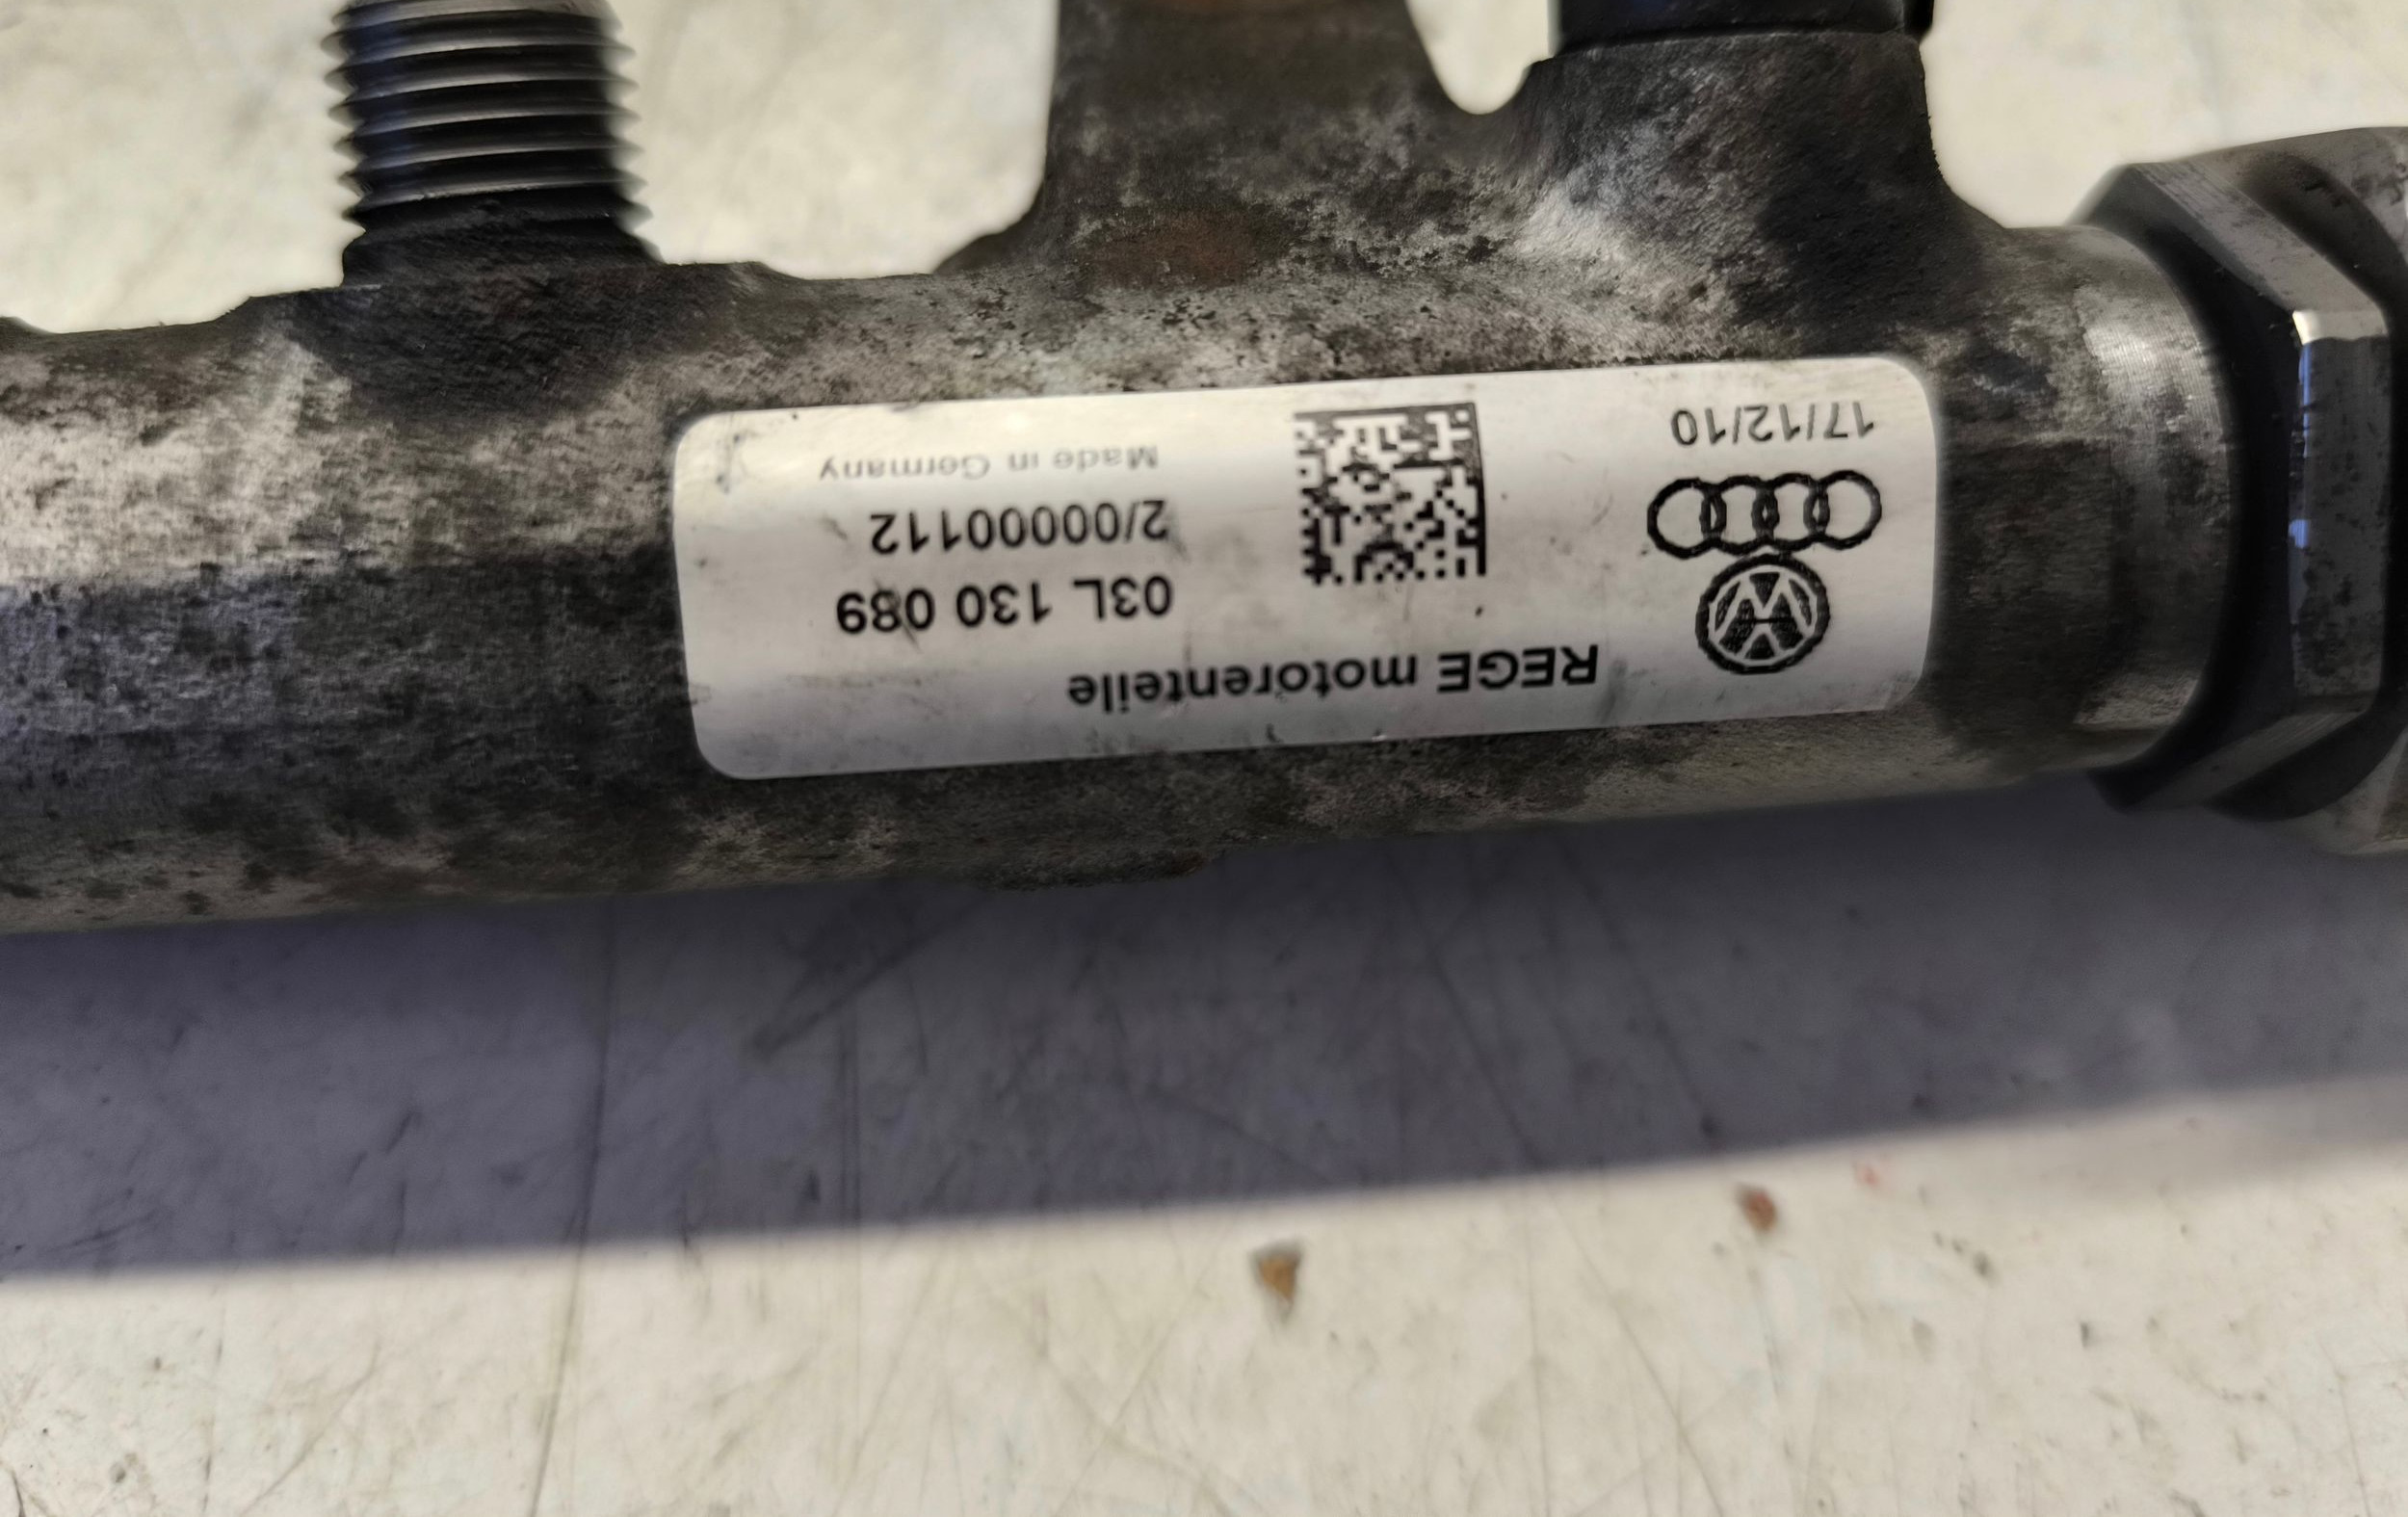 REGE motorenteile
03L 130 089
2/00000112
Made in Germany
17/12/10